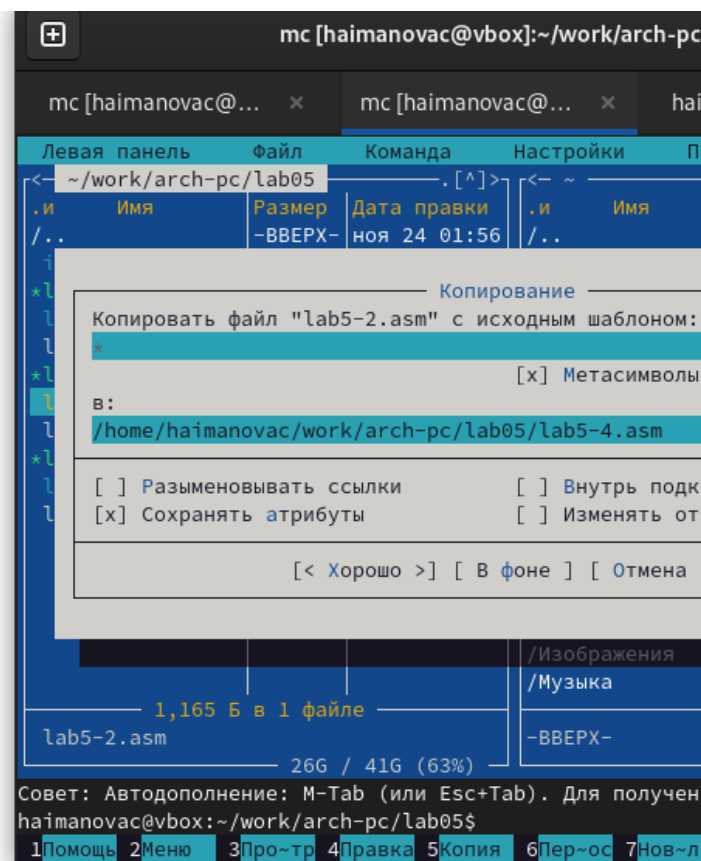 mc [haimanovac@vbox]:~/work/arch-pc
mc [haimanovac@... × mc [haimanovac@... × hai
Левая панель Файл Команда Настройки П
<— ~/work/arch-pc/lab05 .[^]> <— ~
.и Имя Размер Дата правки .и Имя
/.. -ВВЕРХ- ноя 24 01:56 /..
i
*l Копирование
l Копировать файл "lab5-2.asm" с исходным шаблоном:
l *
*l [x] Метасимволы
l в:
l /home/haimanovac/work/arch-pc/lab05/lab5-4.asm
*l
l [ ] Разыменовывать ссылки [ ] Внутрь подк
l [x] Сохранять атрибуты [ ] Изменять от
[< Хорошо >] [ В фоне ] [ Отмена
/Изображения
/Музыка
1,165 Б в 1 файле
lab5-2.asm -ВВЕРХ-
26G / 41G (63%)
Совет: Автодополнение: M-Tab (или Esc+Tab). Для получен
haimanovac@vbox:~/work/arch-pc/lab05$
1Помощь 2Меню 3Про~тр 4Правка 5Копия 6Пер~ос 7Нов~л